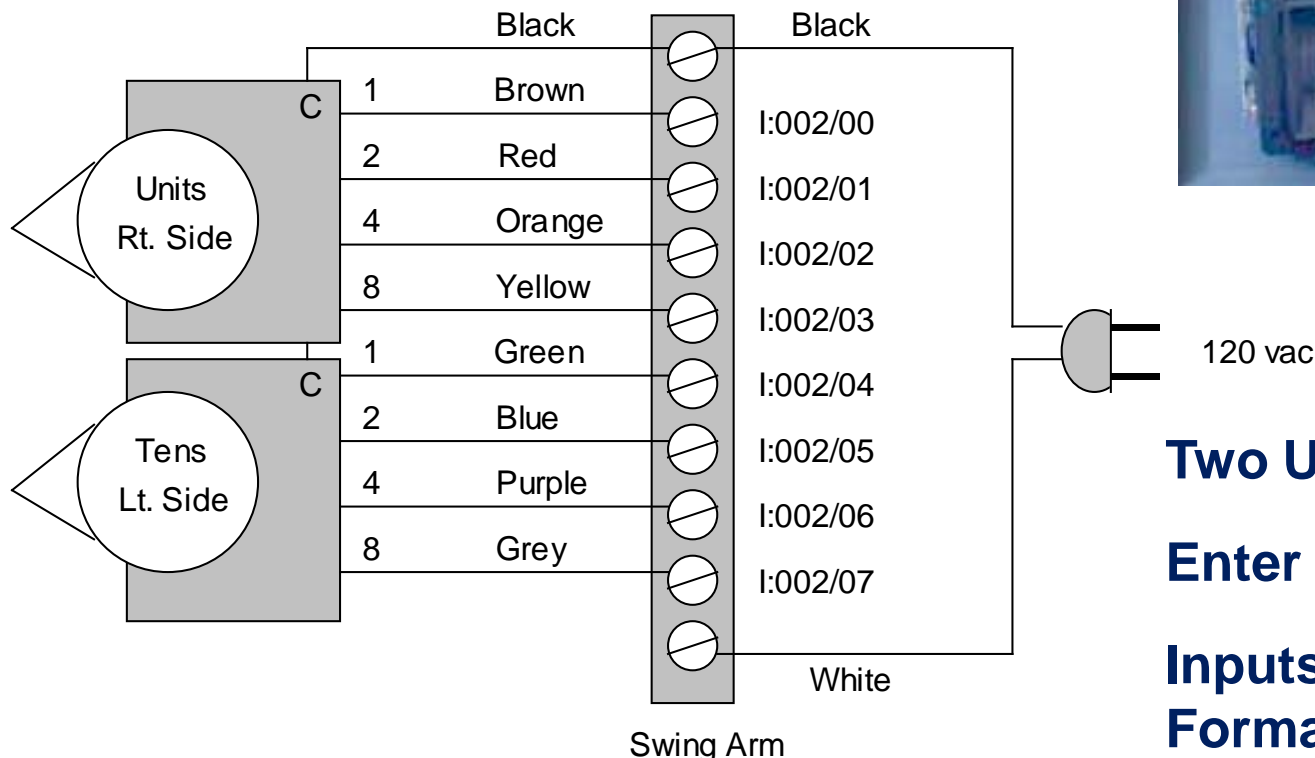 Black Black
C 1 Brown
I:002/00
2 Red
I:002/01
Units
Rt. Side
4 Orange
I:002/02
8 Yellow
I:002/03
C 1 Green
I:002/04
120 vac
2 Blue
I:002/05
Tens
Lt. Side
4 Purple
I:002/06
8 Grey
I:002/07
White
Swing Arm
Two U
Enter
Inputs
Forma